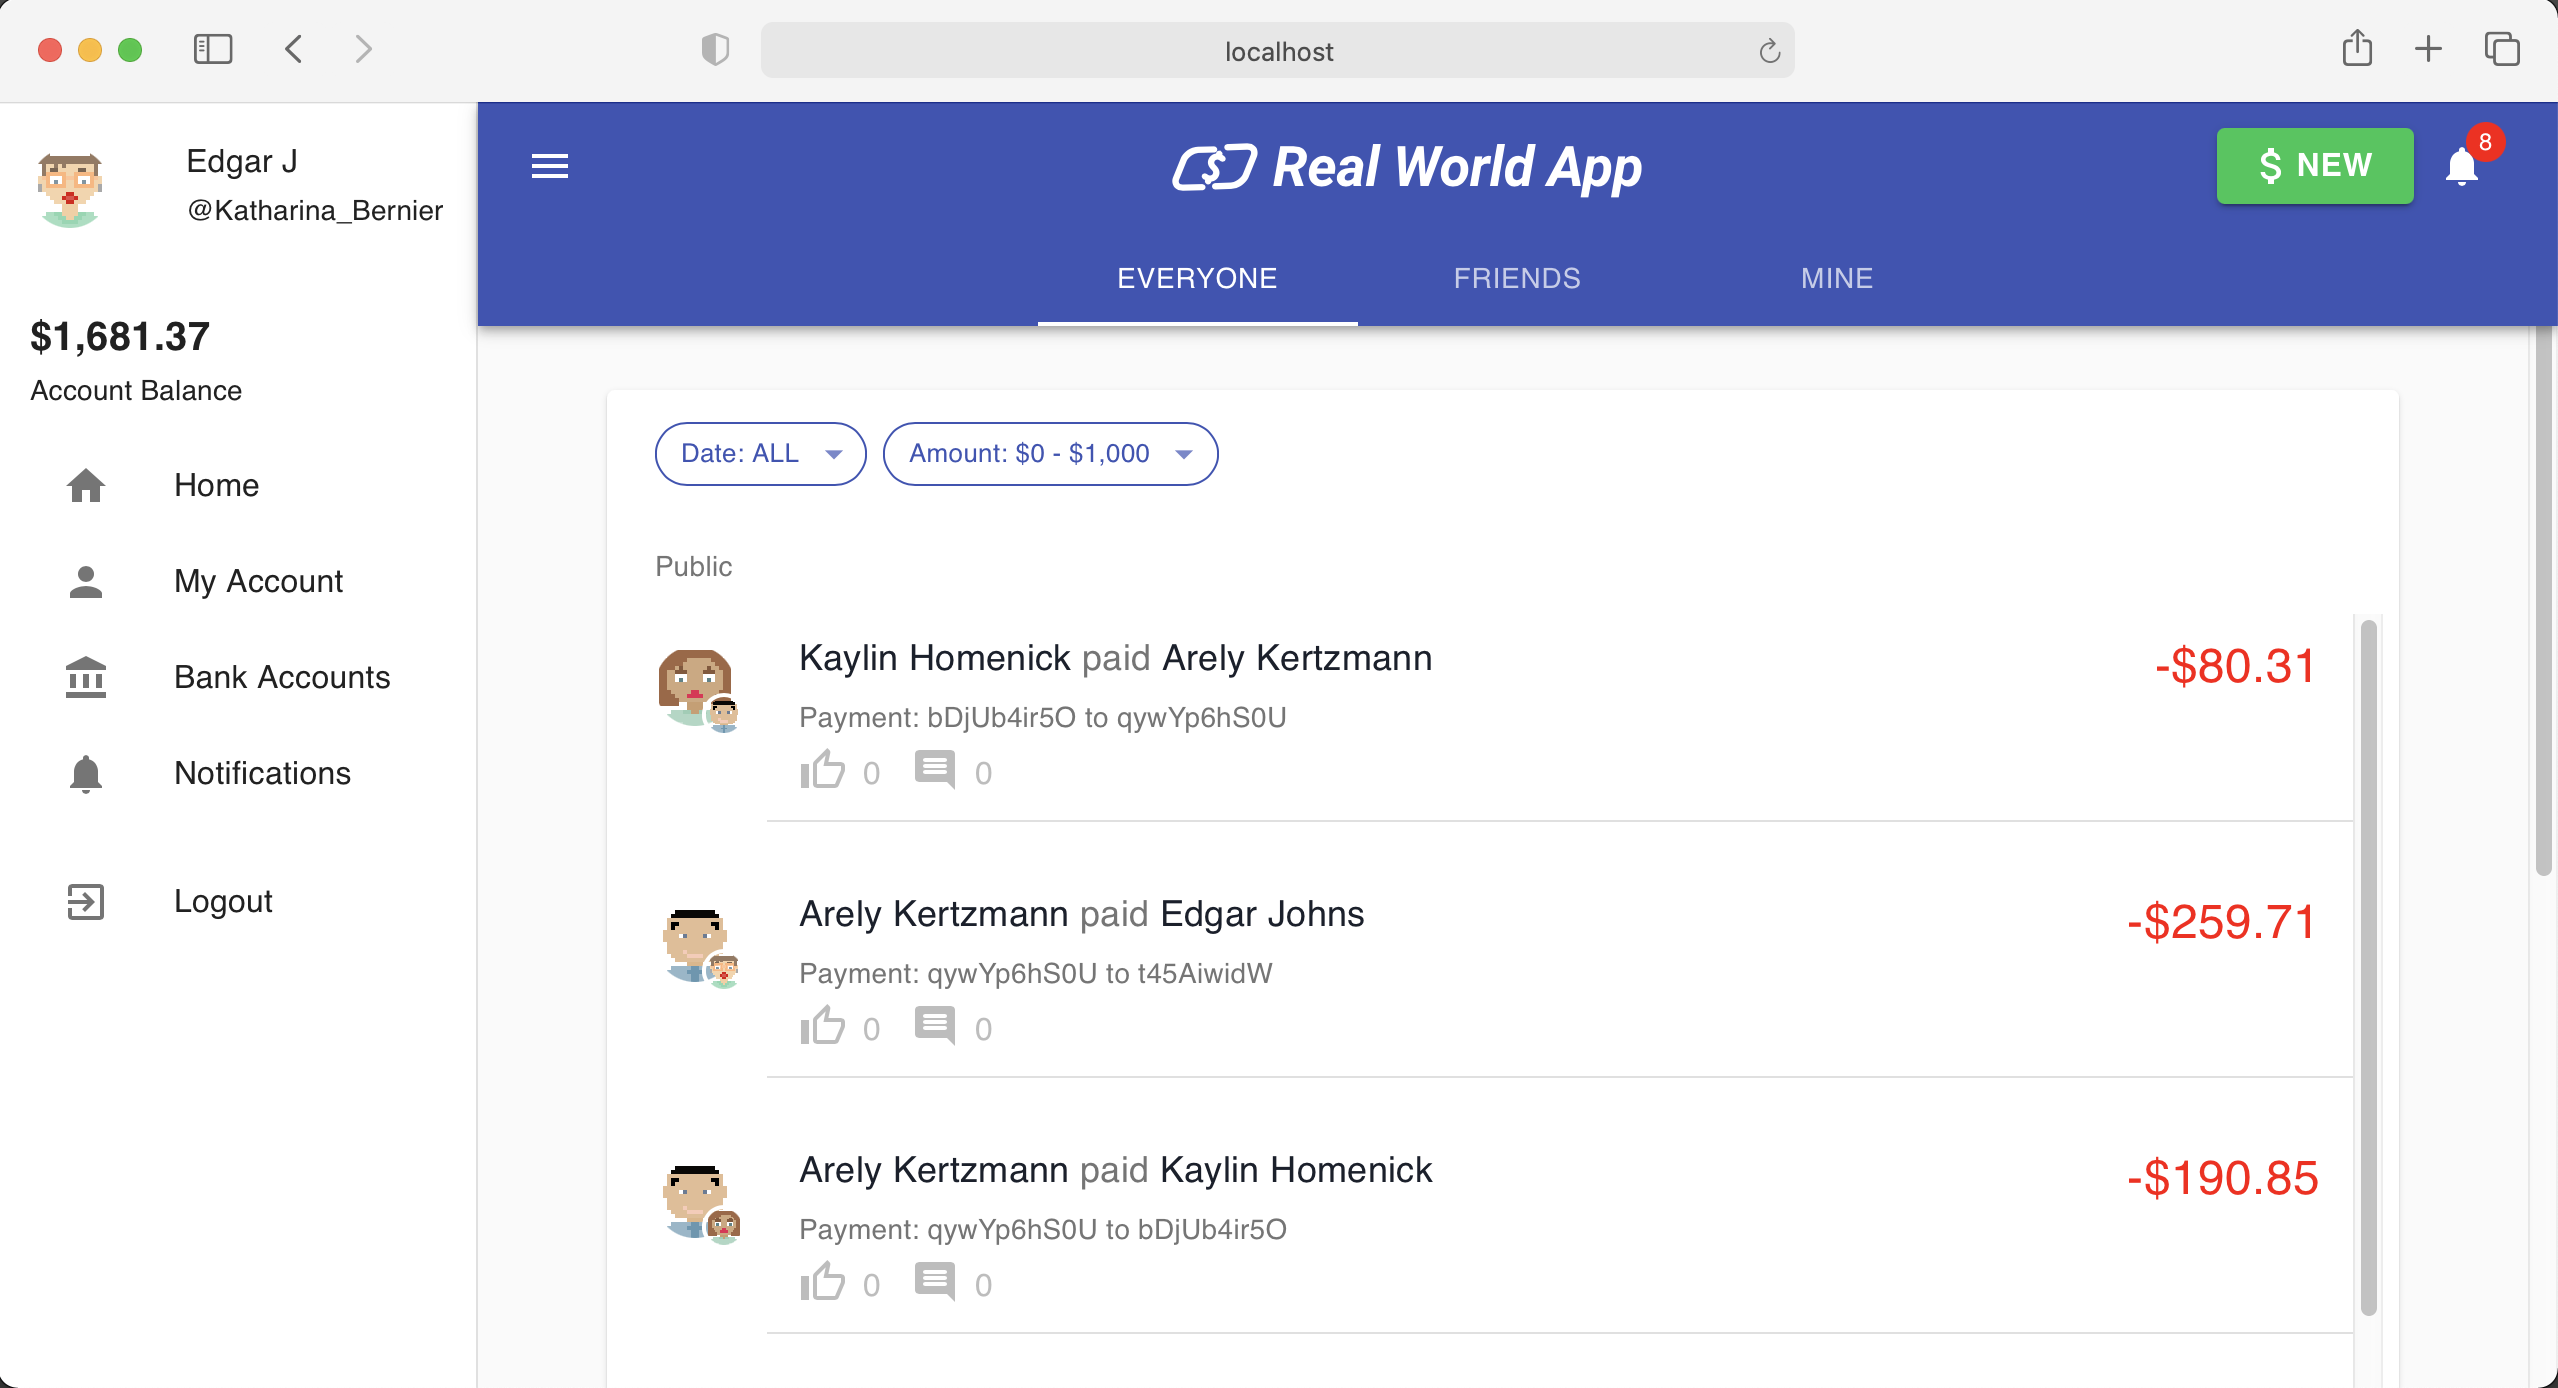 localhost
Edgar J
@Katharina_Bernier
$1,681.37
Account Balance
Home
My Account
Bank Accounts
Notifications
Logout
$ Real World App
$ NEW
8
EVERYONE
FRIENDS
MINE
Date: ALL
Amount: $0 - $1,000
Public
Kaylin Homenick paid Arely Kertzmann
-$80.31
Payment: bDjUb4ir5O to qywYp6hS0U
0 0
Arely Kertzmann paid Edgar Johns
-$259.71
Payment: qywYp6hS0U to t45AiwidW
0 0
Arely Kertzmann paid Kaylin Homenick
-$190.85
Payment: qywYp6hS0U to bDjUb4ir5O
0 0